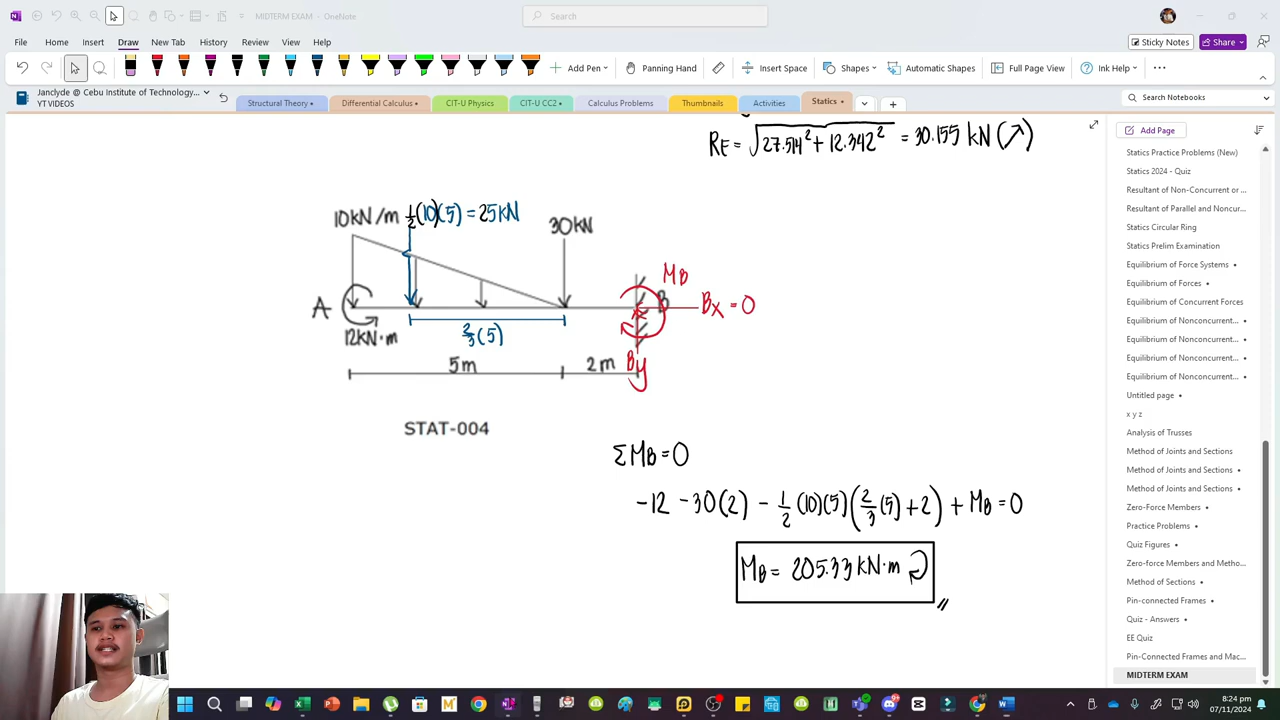 MIDTERM EXAM - OneNote
Search
File Home Insert Draw New Tab History Review View Help
Sticky Notes Share
Add Pen Panning Hand Insert Space Shapes Automatic Shapes Full Page View Ink Help
Janclyde @ Cebu Institute of Technology...
YT VIDEOS
Structural Theory Differential Calculus CIT-U Physics CIT-U CC2 Calculus Problems Thumbnails Activities Statics
Search Notebooks
Add Page
Statics Practice Problems (New)
Statics 2024 - Quiz
Resultant of Non-Concurrent or ...
Resultant of Parallel and Noncur...
Statics Circular Ring
Statics Prelim Examination
Equilibrium of Force Systems
Equilibrium of Forces
Equilibrium of Concurrent Forces
Equilibrium of Nonconcurrent...
Equilibrium of Nonconcurrent...
Equilibrium of Nonconcurrent...
Equilibrium of Nonconcurrent...
Untitled page
x y z
Analysis of Trusses
Method of Joints and Sections
Method of Joints and Sections
Method of Joints and Sections
Zero-Force Members
Practice Problems
Quiz Figures
Zero-force Members and Metho...
Method of Sections
Pin-connected Frames
Quiz - Answers
EE Quiz
Pin-Connected Frames and Mac...
MIDTERM EXAM
RE = √27.514² + 12.342² = 30.155 kN (↗)
10KN/m ½(10)(5) = 25KN
30KN
MB
A
B
Bx = 0
12KN·m
⅔(5)
By
5m
2m
STAT-004
ΣMB = 0
-12 -30(2) - ½(10)(5)(⅔(5)+2) + MB = 0
MB = 205.33 kN·m
8:24 pm
07/11/2024